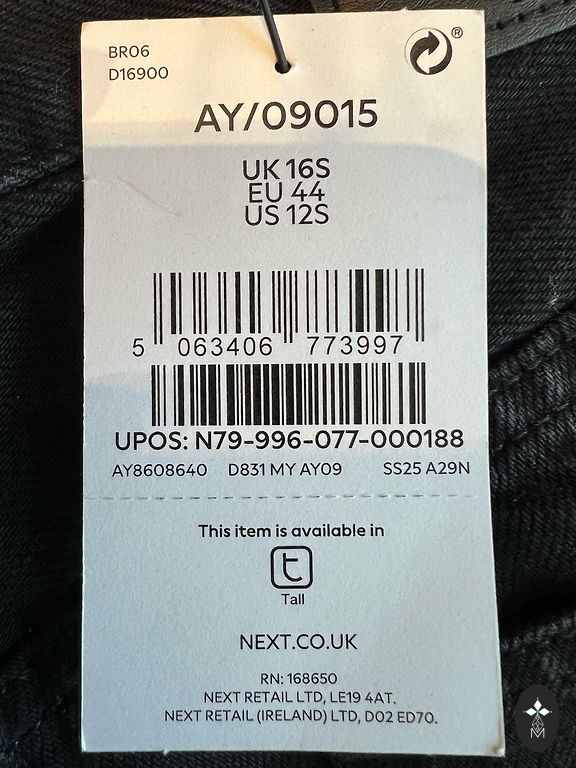 BR06
D16900
®
AY/09015
UK 16S
EU 44
US 12S
5 063406 773997
UPOS: N79-996-077-000188
AY8608640 D831 MY AY09 SS25 A29N
This item is available in
t
Tall
NEXT.CO.UK
RN: 168650
NEXT RETAIL LTD, LE19 4AT.
NEXT RETAIL (IRELAND) LTD, D02 ED70.
M